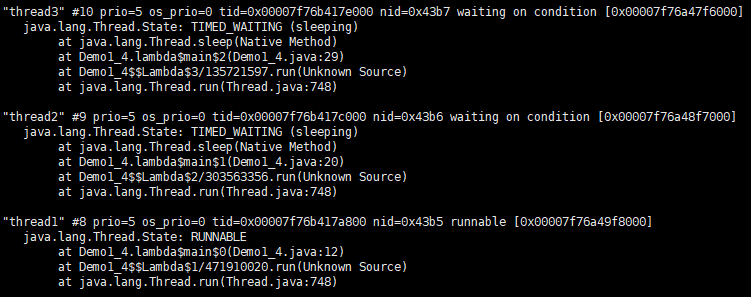 "thread3" #10 prio=5 os_prio=0 tid=0x00007f76b417e000 nid=0x43b7 waiting on condition [0x00007f76a47f6000]
java.lang.Thread.State: TIMED_WAITING (sleeping)
at java.lang.Thread.sleep(Native Method)
at Demo1_4.lambda$main$2(Demo1_4.java:29)
at Demo1_4$$Lambda$3/135721597.run(Unknown Source)
at java.lang.Thread.run(Thread.java:748)
"thread2" #9 prio=5 os_prio=0 tid=0x00007f76b417c000 nid=0x43b6 waiting on condition [0x00007f76a48f7000]
java.lang.Thread.State: TIMED_WAITING (sleeping)
at java.lang.Thread.sleep(Native Method)
at Demo1_4.lambda$main$1(Demo1_4.java:20)
at Demo1_4$$Lambda$2/303563356.run(Unknown Source)
at java.lang.Thread.run(Thread.java:748)
"thread1" #8 prio=5 os_prio=0 tid=0x00007f76b417a800 nid=0x43b5 runnable [0x00007f76a49f8000]
java.lang.Thread.State: RUNNABLE
at Demo1_4.lambda$main$0(Demo1_4.java:12)
at Demo1_4$$Lambda$1/471910020.run(Unknown Source)
at java.lang.Thread.run(Thread.java:748)